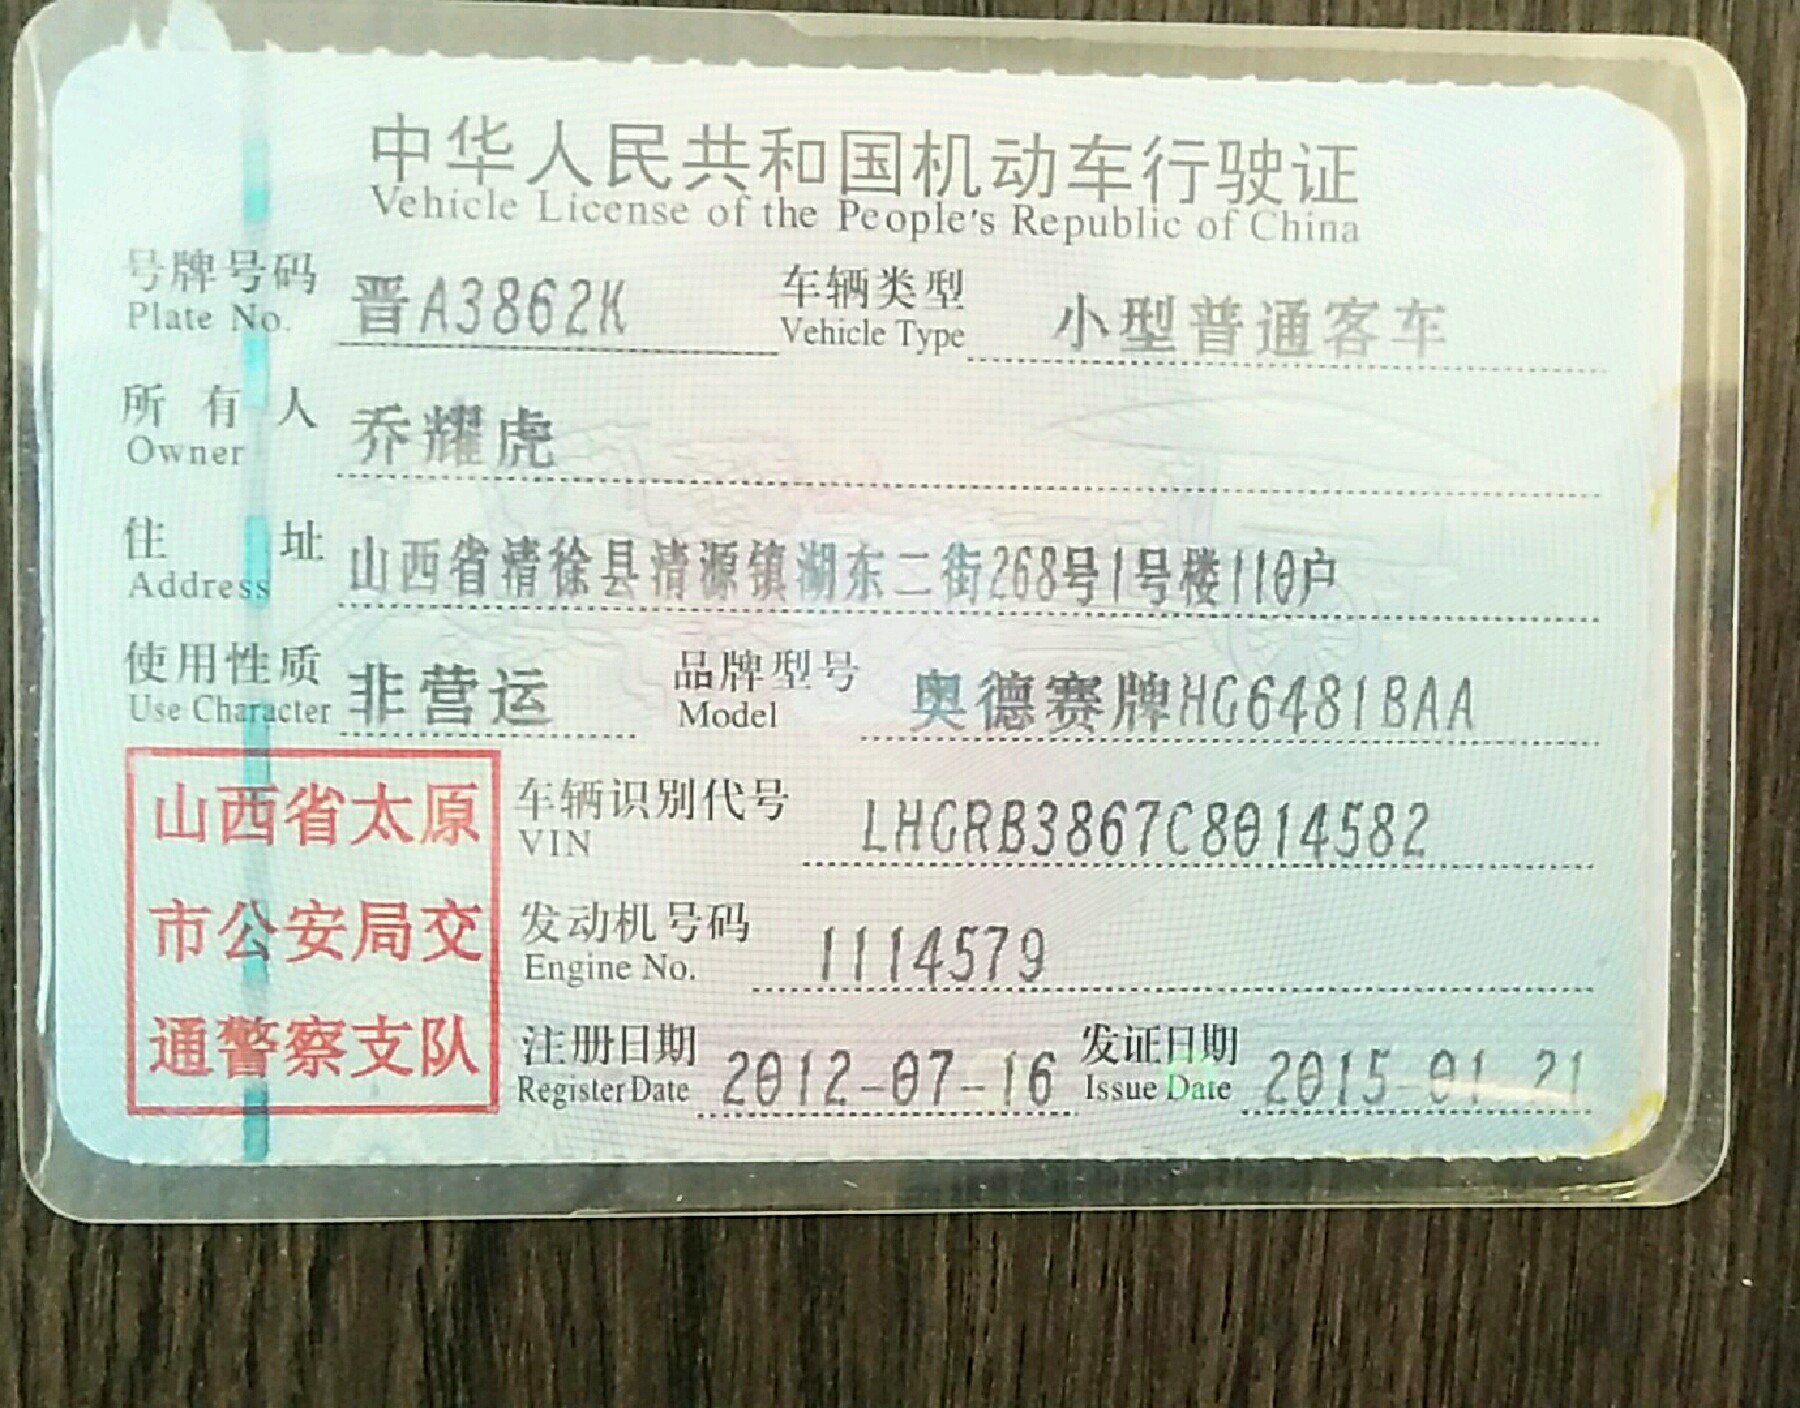 中华人民共和国机动车行驶证
Vehicle License of the People's Republic of China
号牌号码 晋A3862K 车辆类型 小型普通客车
Plate No. Vehicle Type
所有人 乔耀虎
Owner
住址 山西省清徐县清源镇湖东二街268号1号楼110户
Address
使用性质 非营运 品牌型号 奥德赛牌HG6481BAA
Use Character Model
山西省太原
市公安局交
通警察支队
车辆识别代号 LHGRB3867C8014582
VIN
发动机号码 1114579
Engine No.
注册日期 2012-07-16 发证日期 2015-01-21
Register Date Issue Date